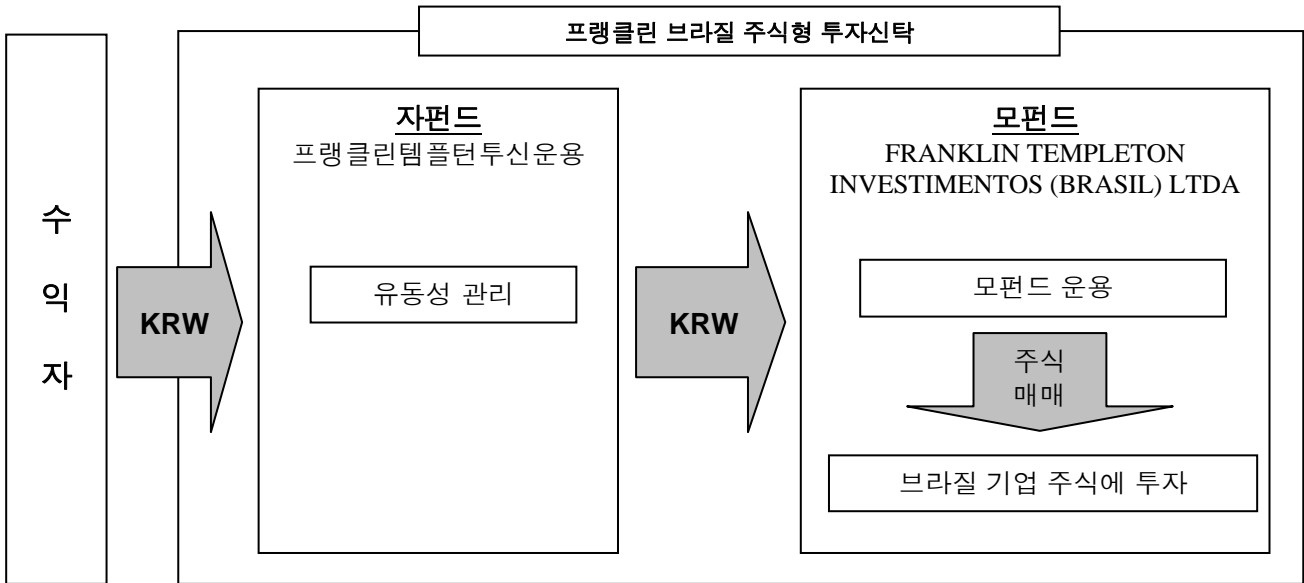 프랭클린 브라질 주식형 투자신탁
수
익
자
KRW
자펀드
프랭클린템플턴투신운용
유동성 관리
KRW
모펀드
FRANKLIN TEMPLETON
INVESTIMENTOS (BRASIL) LTDA
모펀드 운용
주식
매매
브라질 기업 주식에 투자